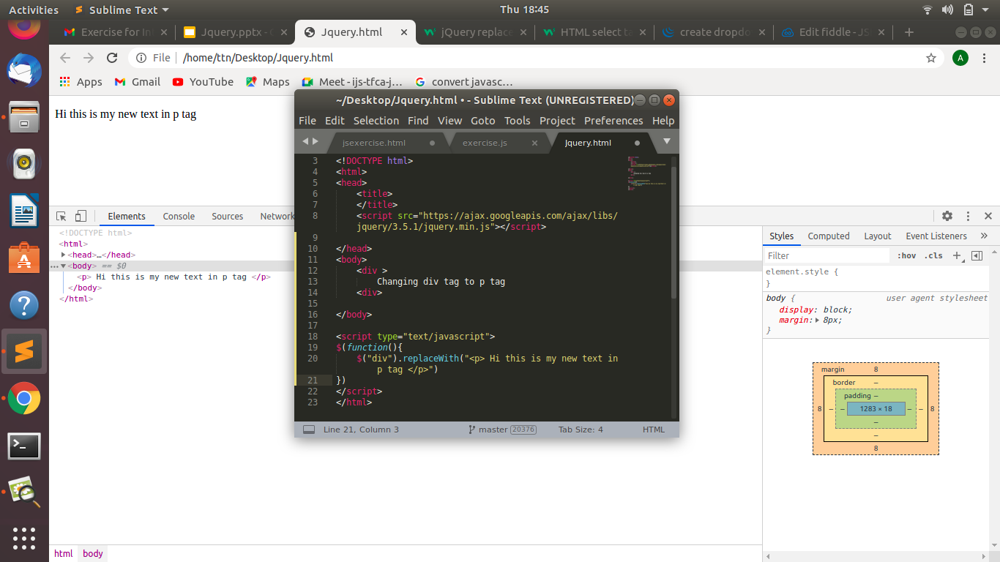 Activities
Sublime Text
Thu 18:45
Exercise for In
Jquery.pptx - G
Jquery.html
jQuery replace
HTML select ta
create dropdo
Edit fiddle - JS
File
/home/ttn/Desktop/Jquery.html
A
Apps
Gmail
YouTube
Maps
Meet - ijs-tfca-j…
convert javasc…
Hi this is my new text in p tag
~/Desktop/Jquery.html • - Sublime Text (UNREGISTERED)
File Edit Selection Find View Goto Tools Project Preferences Help
jsexercise.html
exercise.js
Jquery.html
3 <!DOCTYPE html>
4 <html>
5 <head>
6 <title>
7 </title>
8 <script src="https://ajax.googleapis.com/ajax/libs/
jquery/3.5.1/jquery.min.js"></script>
9
10 </head>
11 <body>
12 <div >
13 Changing div tag to p tag
14 <div>
15
16 </body>
17
18 <script type="text/javascript">
19 $(function(){
20 $("div").replaceWith("<p> Hi this is my new text in
p tag </p>")
21 })
22 </script>
23 </html>
Line 21, Column 3
master 20376
Tab Size: 4
HTML
Elements Console Sources Network
<!DOCTYPE html>
<html>
<head>…</head>
… <body> == $0
<p> Hi this is my new text in p tag </p>
</body>
</html>
html body
Styles Computed Layout Event Listeners »
Filter :hov .cls +
element.style {
}
body { user agent stylesheet
display: block;
margin: 8px;
}
margin 8
border –
padding –
8 – – 1283 × 18 – – 8
–
–
8